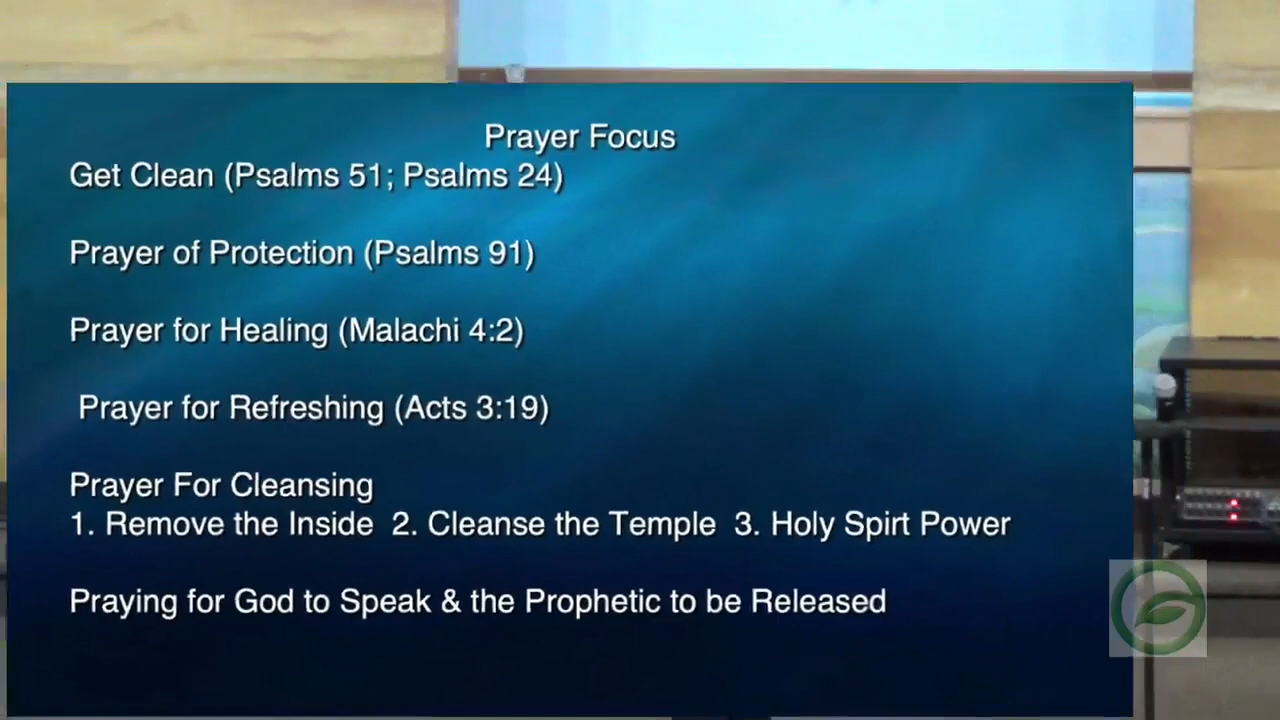 Prayer Focus
Get Clean (Psalms 51; Psalms 24)
Prayer of Protection (Psalms 91)
Prayer for Healing (Malachi 4:2)
Prayer for Refreshing (Acts 3:19)
Prayer For Cleansing
1. Remove the Inside 2. Cleanse the Temple 3. Holy Spirt Power
Praying for God to Speak & the Prophetic to be Released